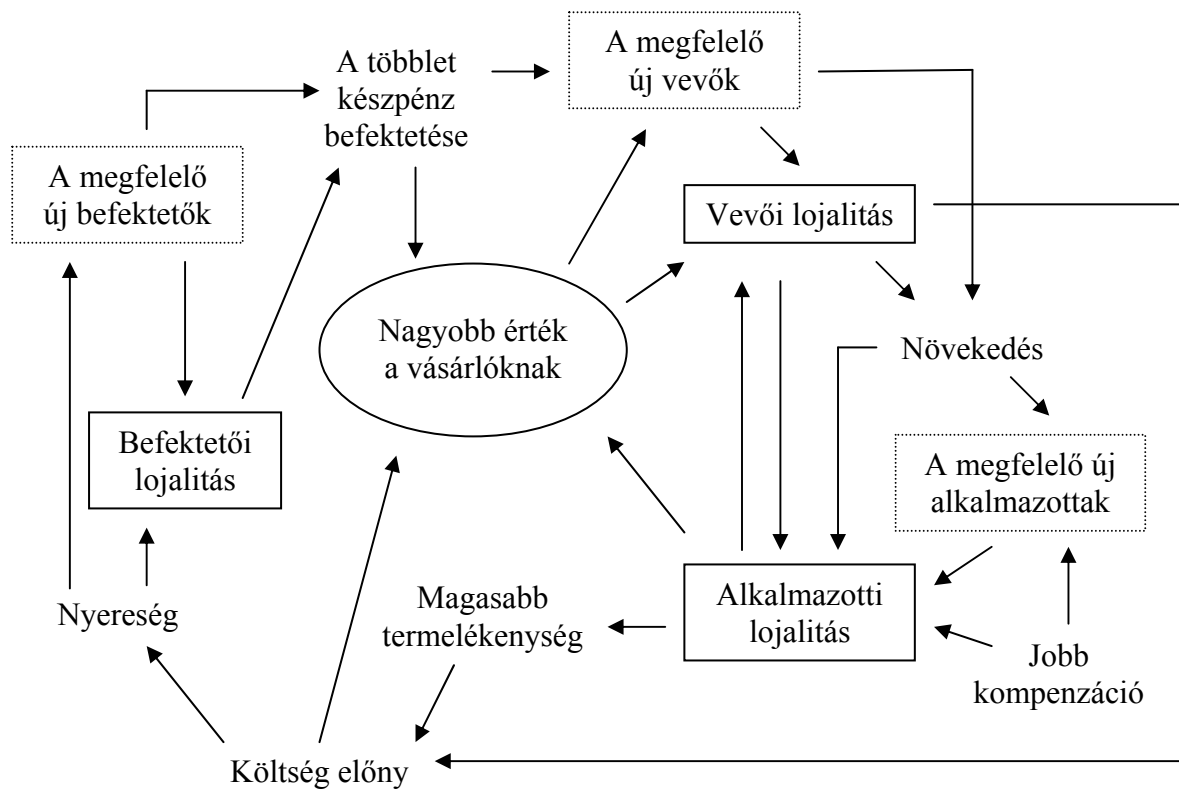 A többlet
készpénz
befektetése
A megfelelő
új vevők
A megfelelő
új befektetők
Vevői lojalitás
Nagyobb érték
a vásárlóknak
Növekedés
Befektetői
lojalitás
A megfelelő új
alkalmazottak
Nyereség
Magasabb
termelékenység
Alkalmazotti
lojalitás
Jobb
kompenzáció
Költség előny